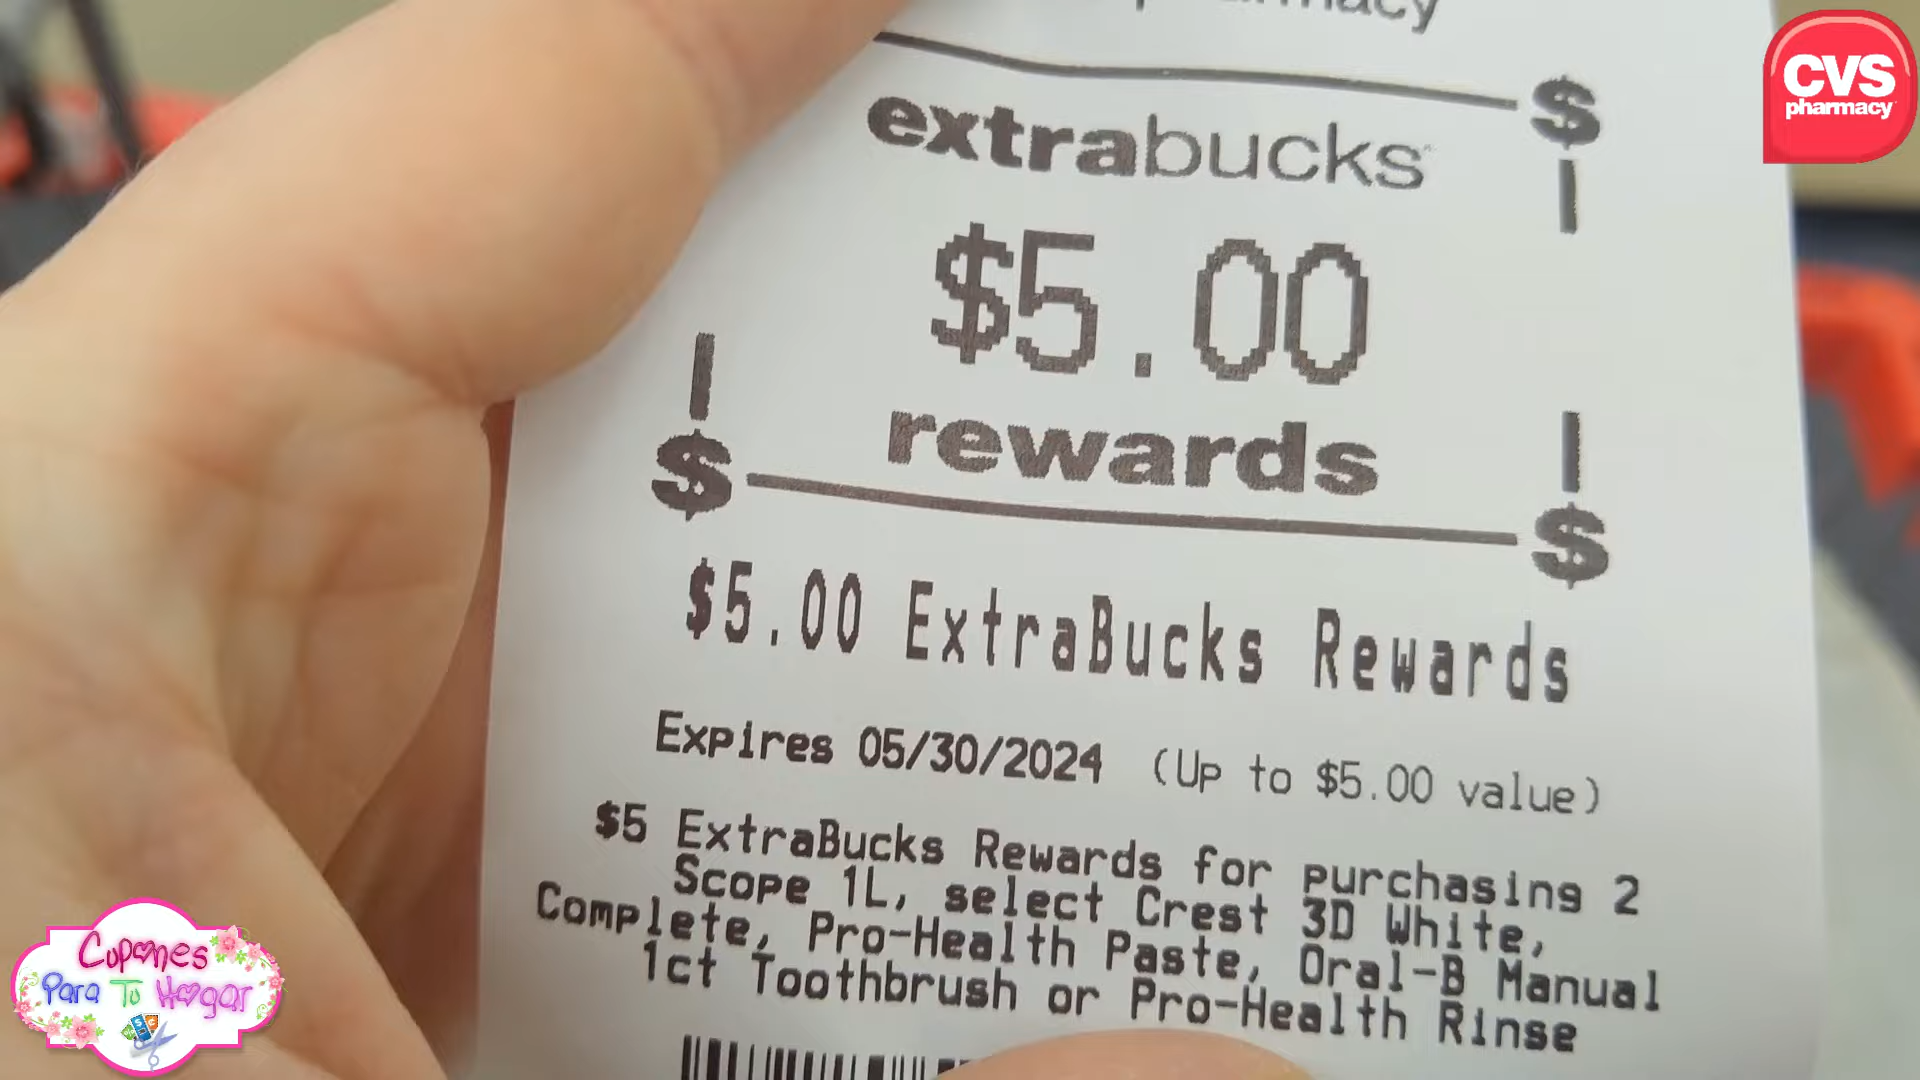 pharmacy
CVS
pharmacy
extrabucks
$
$5.00
rewards
$ $
$5.00 ExtraBucks Rewards
Expires 05/30/2024 (Up to $5.00 value)
$5 ExtraBucks Rewards for purchasing 2
Scope 1L, select Crest 3D White,
Complete, Pro-Health Paste, Oral-B Manual
1ct Toothbrush or Pro-Health Rinse
Cupones
Para Tu Hogar